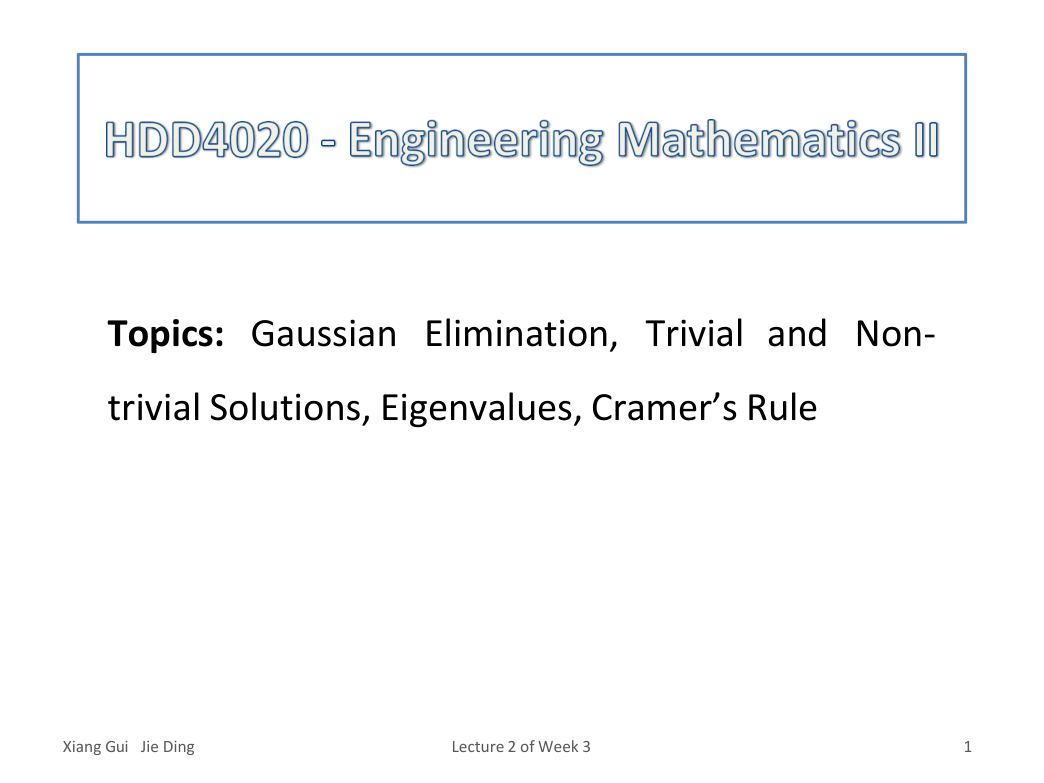 HDD4020 - Engineering Mathematics II
Topics: Gaussian Elimination, Trivial and Non-
trivial Solutions, Eigenvalues, Cramer’s Rule
Xiang Gui Jie Ding
Lecture 2 of Week 3
1